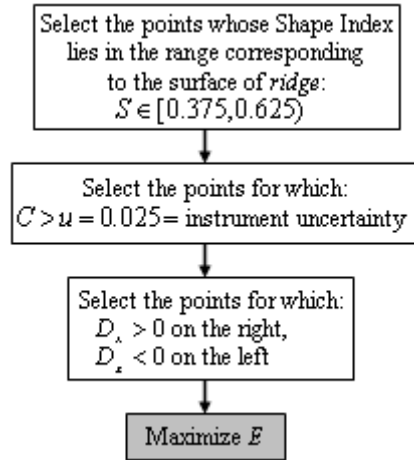 Select the points whose Shape Index
lies in the range corresponding
to the surface of ridge:
S ∈ [0.375,0.625)
Select the points for which:
C > u = 0.025 = instrument uncertainty
Select the points for which:
Dₓ > 0 on the right,
Dₓ < 0 on the left
Maximize E